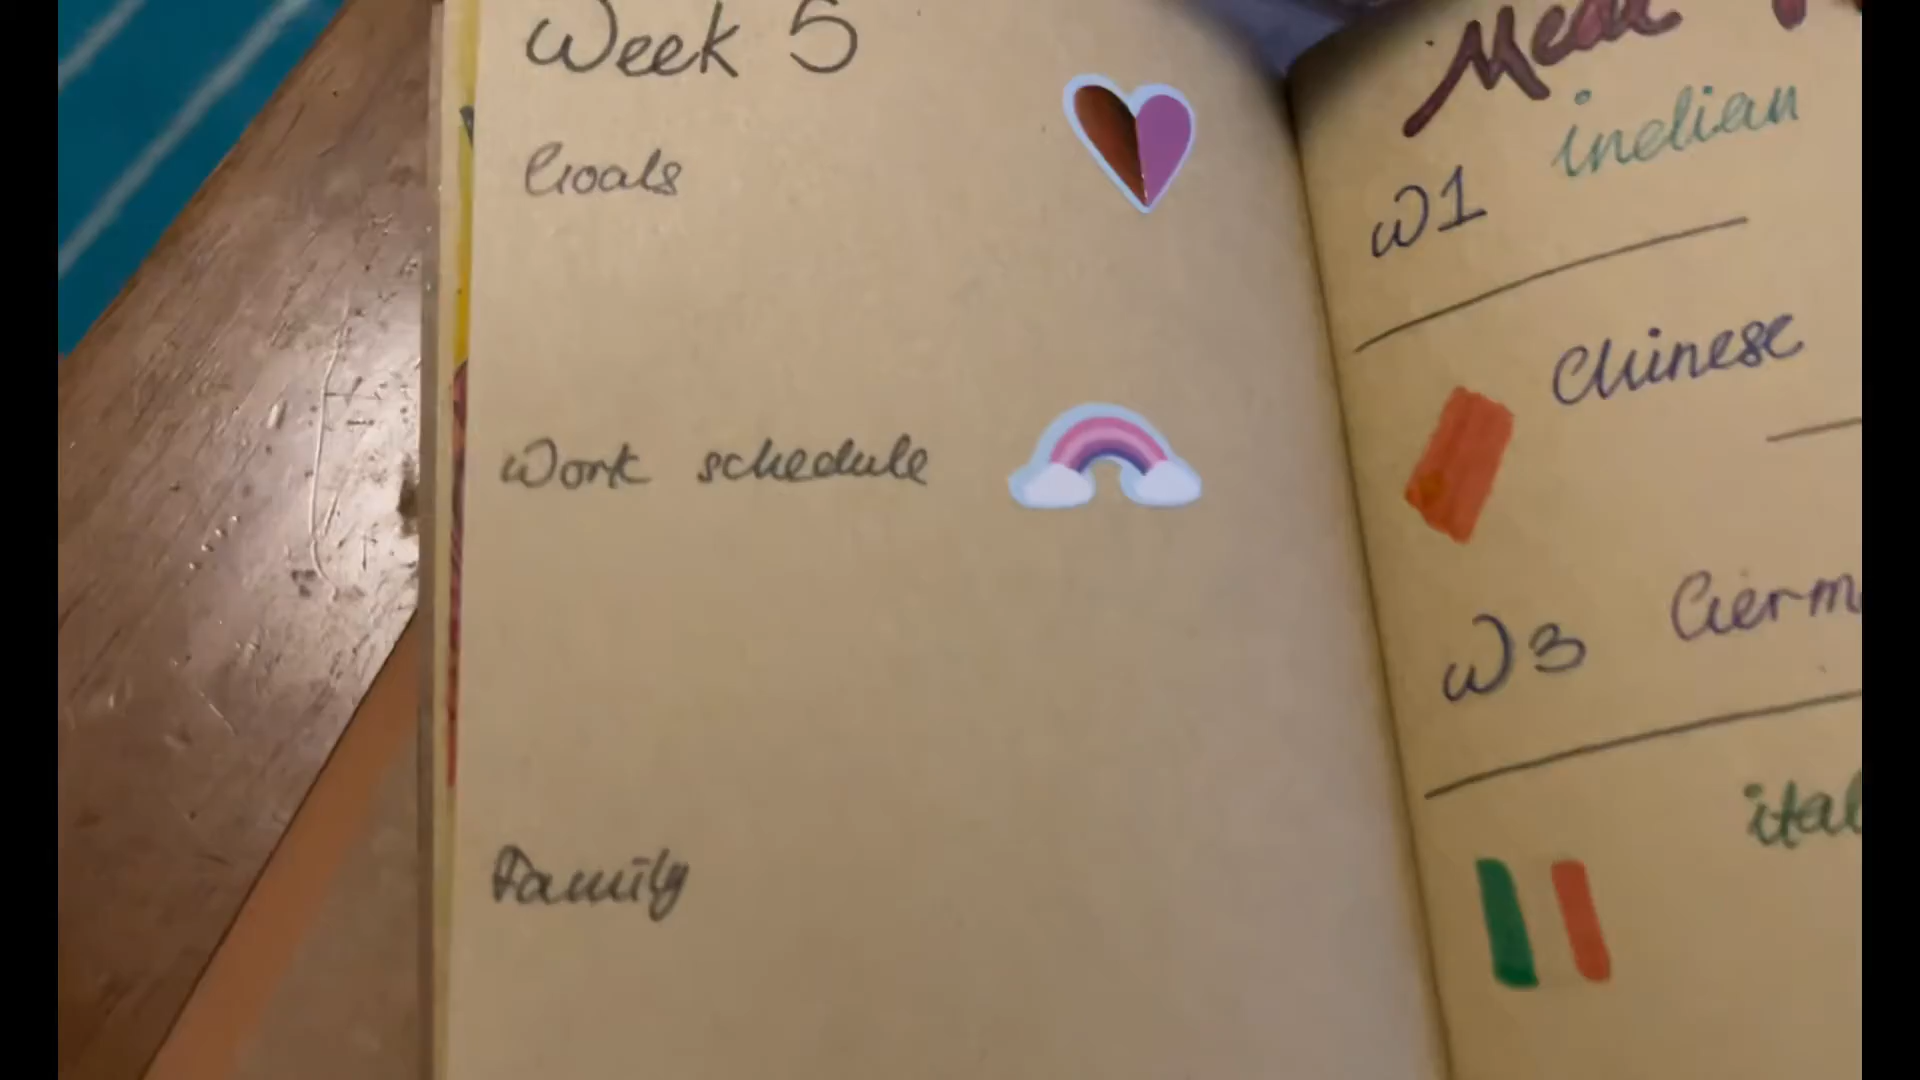 Week 5
Goals
Work schedule
Family
indian
W1
Chinese
W3